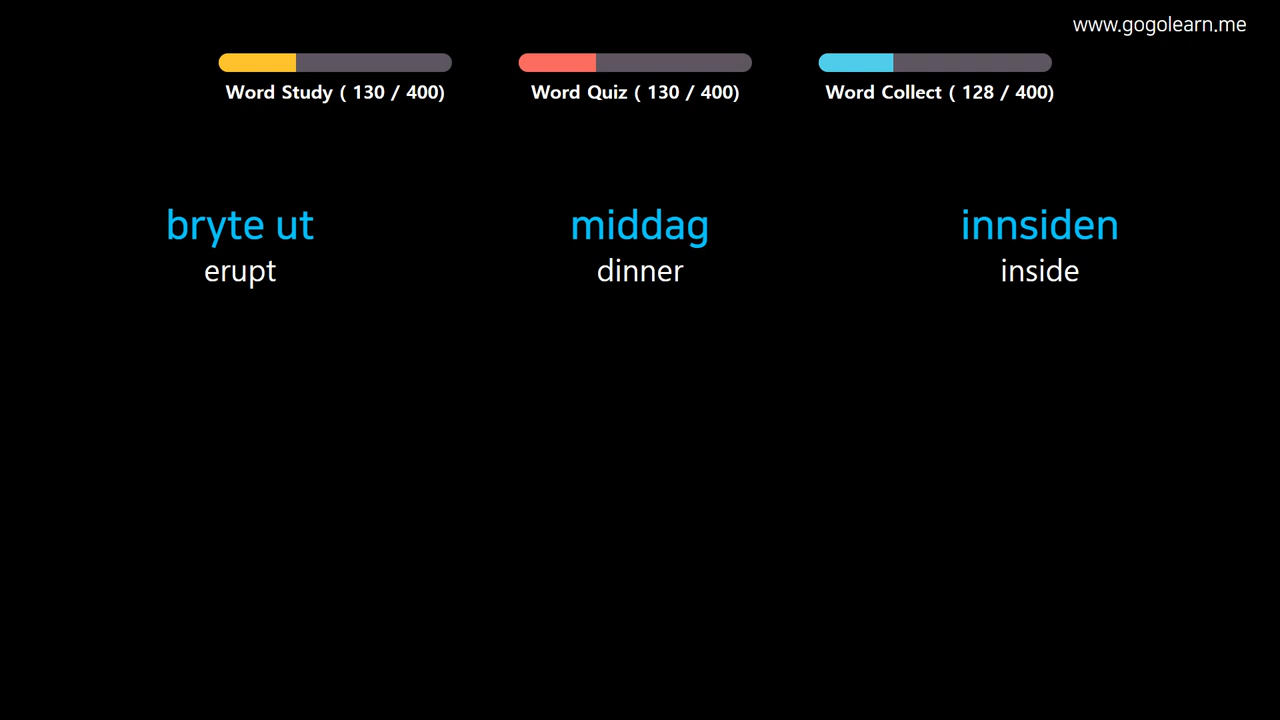 www.gogolearn.me
Word Study ( 130 / 400)
Word Quiz ( 130 / 400)
Word Collect ( 128 / 400)
bryte ut
erupt
middag
dinner
innsiden
inside